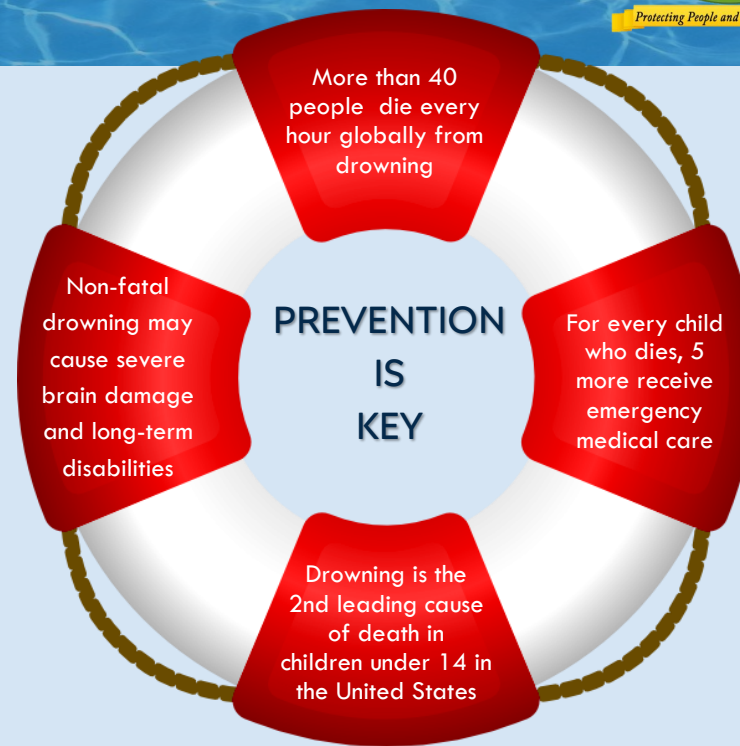 Protecting People and
More than 40
people die every
hour globally from
drowning
Non-fatal
drowning may
cause severe
brain damage
and long-term
disabilities
PREVENTION
IS
KEY
For every child
who dies, 5
more receive
emergency
medical care
Drowning is the
2nd leading cause
of death in
children under 14 in
the United States